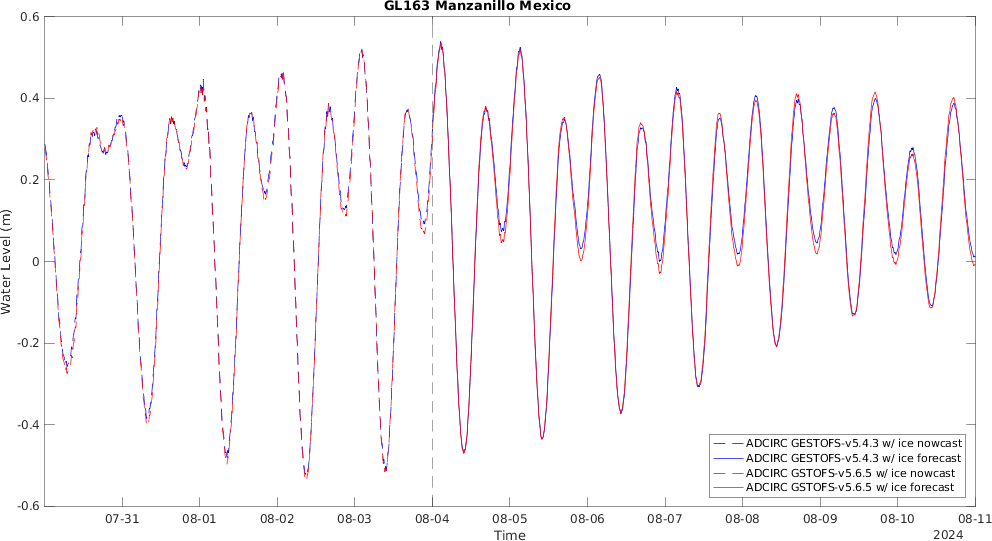 GL163 Manzanillo Mexico
0.6
0.4
0.2
0
-0.2
-0.4
-0.6
Water Level (m)
ADCIRC GESTOFS-v5.4.3 w/ ice nowcast
ADCIRC GESTOFS-v5.4.3 w/ ice forecast
ADCIRC GSTOFS-v5.6.5 w/ ice nowcast
ADCIRC GSTOFS-v5.6.5 w/ ice forecast
07-31 08-01 08-02 08-03 08-04 08-05 08-06 08-07 08-08 08-09 08-10 08-11
Time
2024